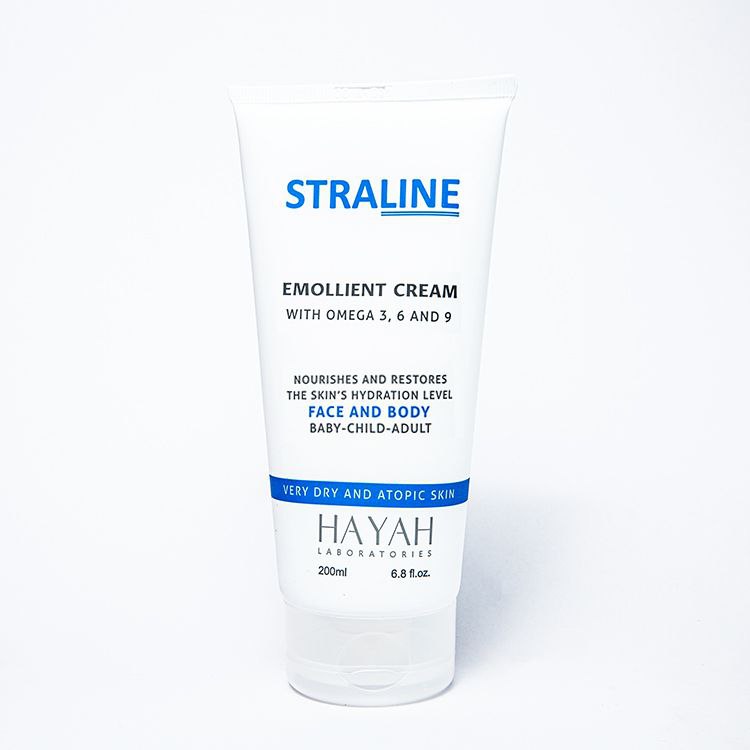 STRALINE
EMOLLIENT CREAM
WITH OMEGA 3, 6 AND 9
NOURISHES AND RESTORES
THE SKIN'S HYDRATION LEVEL
FACE AND BODY
BABY-CHILD-ADULT
VERY DRY AND ATOPIC SKIN
HAYAH
LABORATORIES
200ml 6.8 fl.oz.